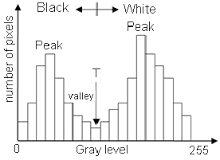 Black White
Peak
Peak
number of pixels
T
valley
0 Gray level 255